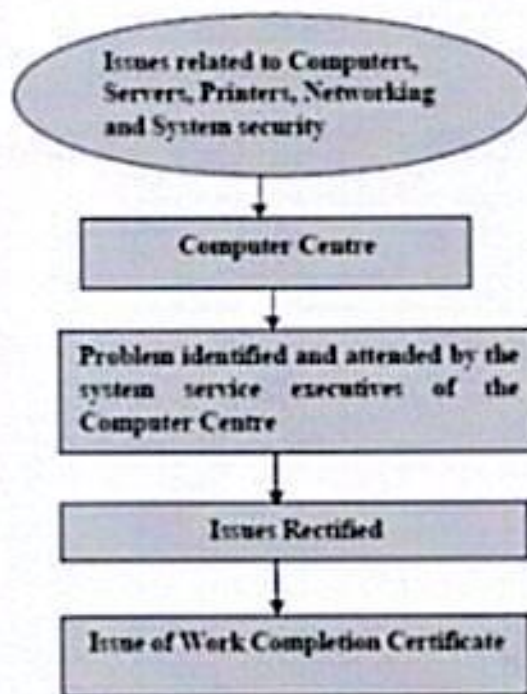 Issues related to Computers,
Servers, Printers, Networking
and System security
Computer Centre
Problem identified and attended by the
system service executives of the
Computer Centre
Issues Rectified
Issue of Work Completion Certificate